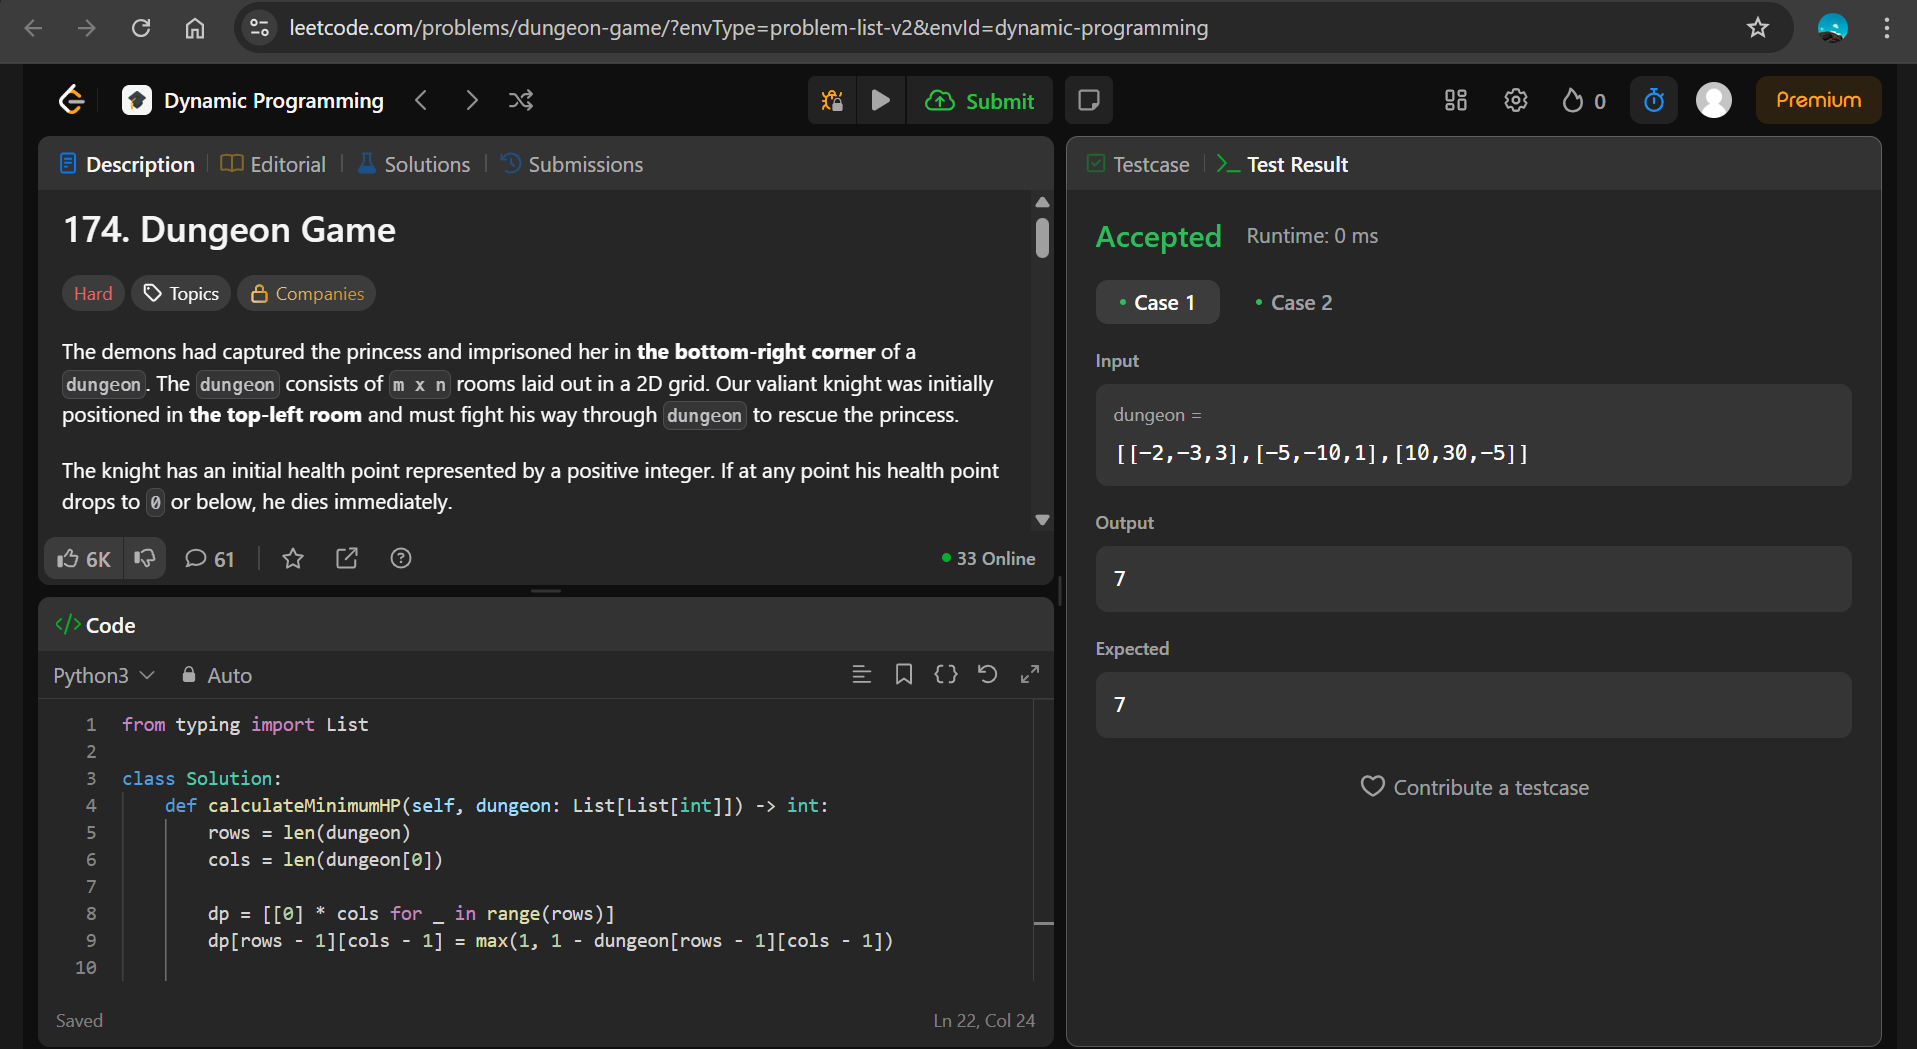 leetcode.com/problems/dungeon-game/?envType=problem-list-v2&envId=dynamic-programming
Dynamic Programming
Submit
0
Premium
Description
Editorial
Solutions
Submissions
174. Dungeon Game
Hard
Topics
Companies
The demons had captured the princess and imprisoned her in the bottom-right corner of a
dungeon. The dungeon consists of m x n rooms laid out in a 2D grid. Our valiant knight was initially
positioned in the top-left room and must fight his way through dungeon to rescue the princess.
The knight has an initial health point represented by a positive integer. If at any point his health point
drops to 0 or below, he dies immediately.
6K
61
33 Online
</> Code
Python3
Auto
1 from typing import List
2
3 class Solution:
4     def calculateMinimumHP(self, dungeon: List[List[int]]) -> int:
5         rows = len(dungeon)
6         cols = len(dungeon[0])
7
8         dp = [[0] * cols for _ in range(rows)]
9         dp[rows - 1][cols - 1] = max(1, 1 - dungeon[rows - 1][cols - 1])
10
Saved
Ln 22, Col 24
Testcase
Test Result
Accepted
Runtime: 0 ms
Case 1
Case 2
Input
dungeon =
[[-2,-3,3],[-5,-10,1],[10,30,-5]]
Output
7
Expected
7
Contribute a testcase